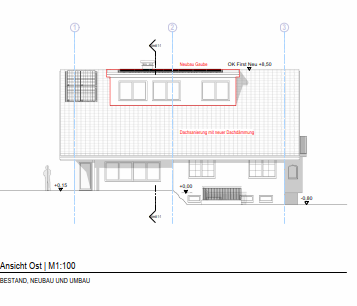 1 2 3
Neubau Gaube
OK First Neu +8,50
Dachsanierung mit neuer Dachdämmung
+0,15
+0,00
-0,80
Ansicht Ost | M1:100
BESTAND, NEUBAU UND UMBAU